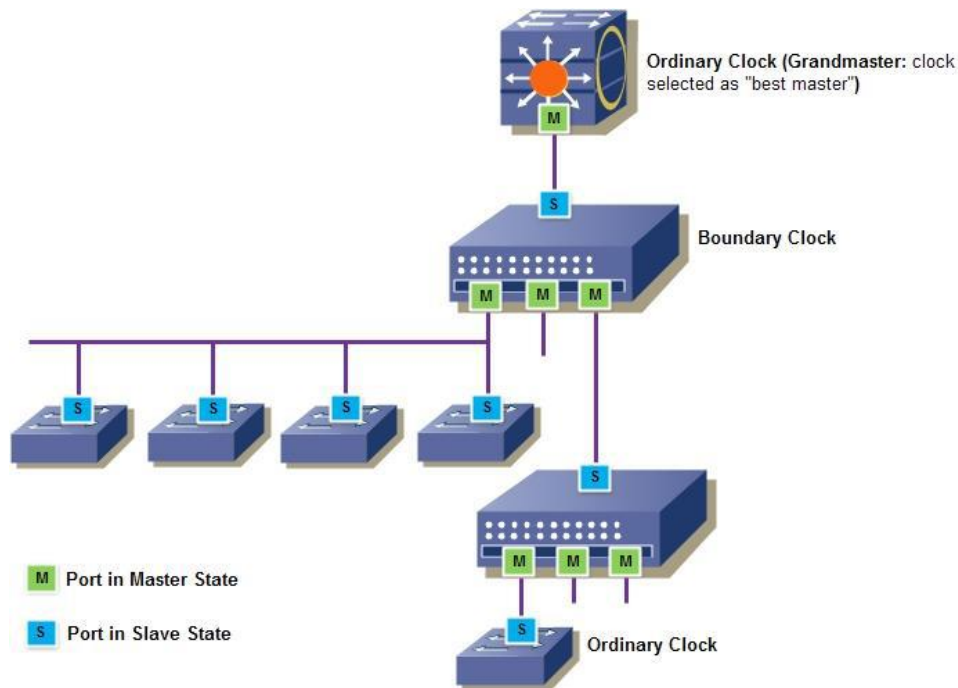 Ordinary Clock (Grandmaster: clock
selected as "best master")
M
S
Boundary Clock
M M M
S S S S
S
M M M
M Port in Master State
S Port in Slave State
S
Ordinary Clock